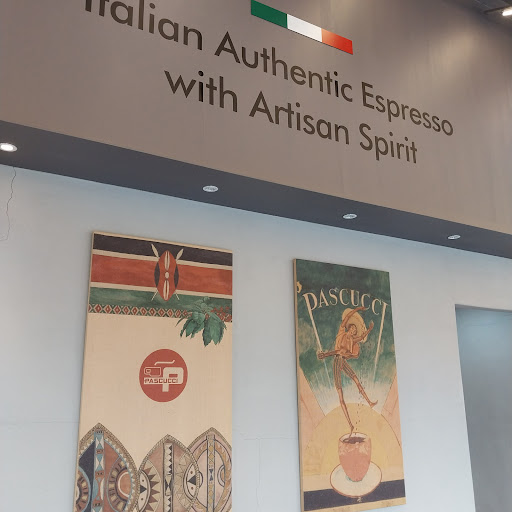 Italian Authentic Espresso
with Artisan Spirit
PASCUCCI
PASCUCCI